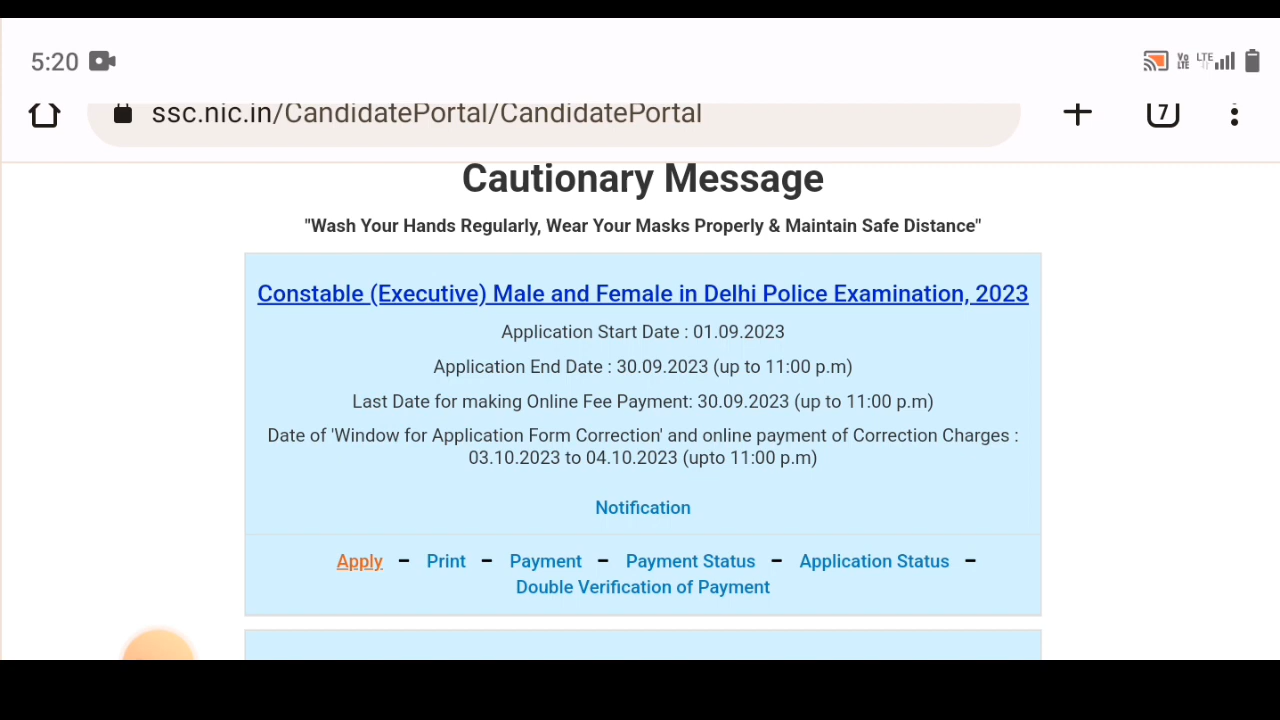 5:20
Vo LTE LTE
ssc.nic.in/CandidatePortal/CandidatePortal
7
Cautionary Message
"Wash Your Hands Regularly, Wear Your Masks Properly & Maintain Safe Distance"
Constable (Executive) Male and Female in Delhi Police Examination, 2023
Application Start Date : 01.09.2023
Application End Date : 30.09.2023 (up to 11:00 p.m)
Last Date for making Online Fee Payment: 30.09.2023 (up to 11:00 p.m)
Date of 'Window for Application Form Correction' and online payment of Correction Charges :
03.10.2023 to 04.10.2023 (upto 11:00 p.m)
Notification
Apply – Print – Payment – Payment Status – Application Status –
Double Verification of Payment